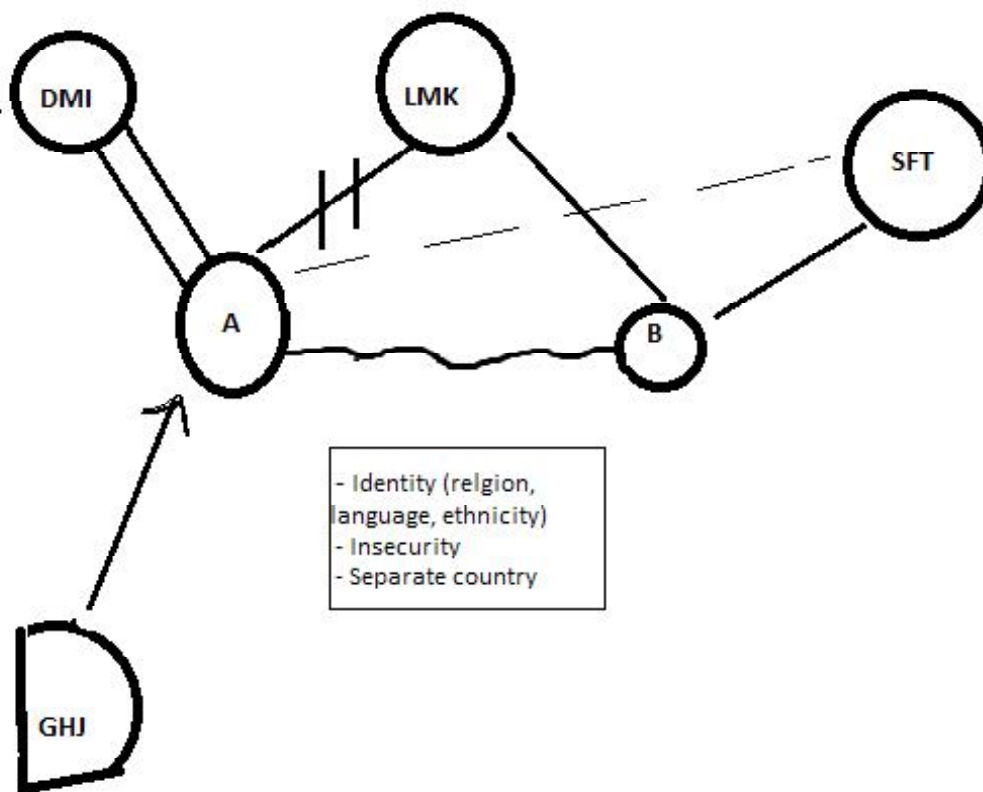 DMI
LMK
SFT
A
B
- Identity (relgion,
language, ethnicity)
- Insecurity
- Separate country
GHJ